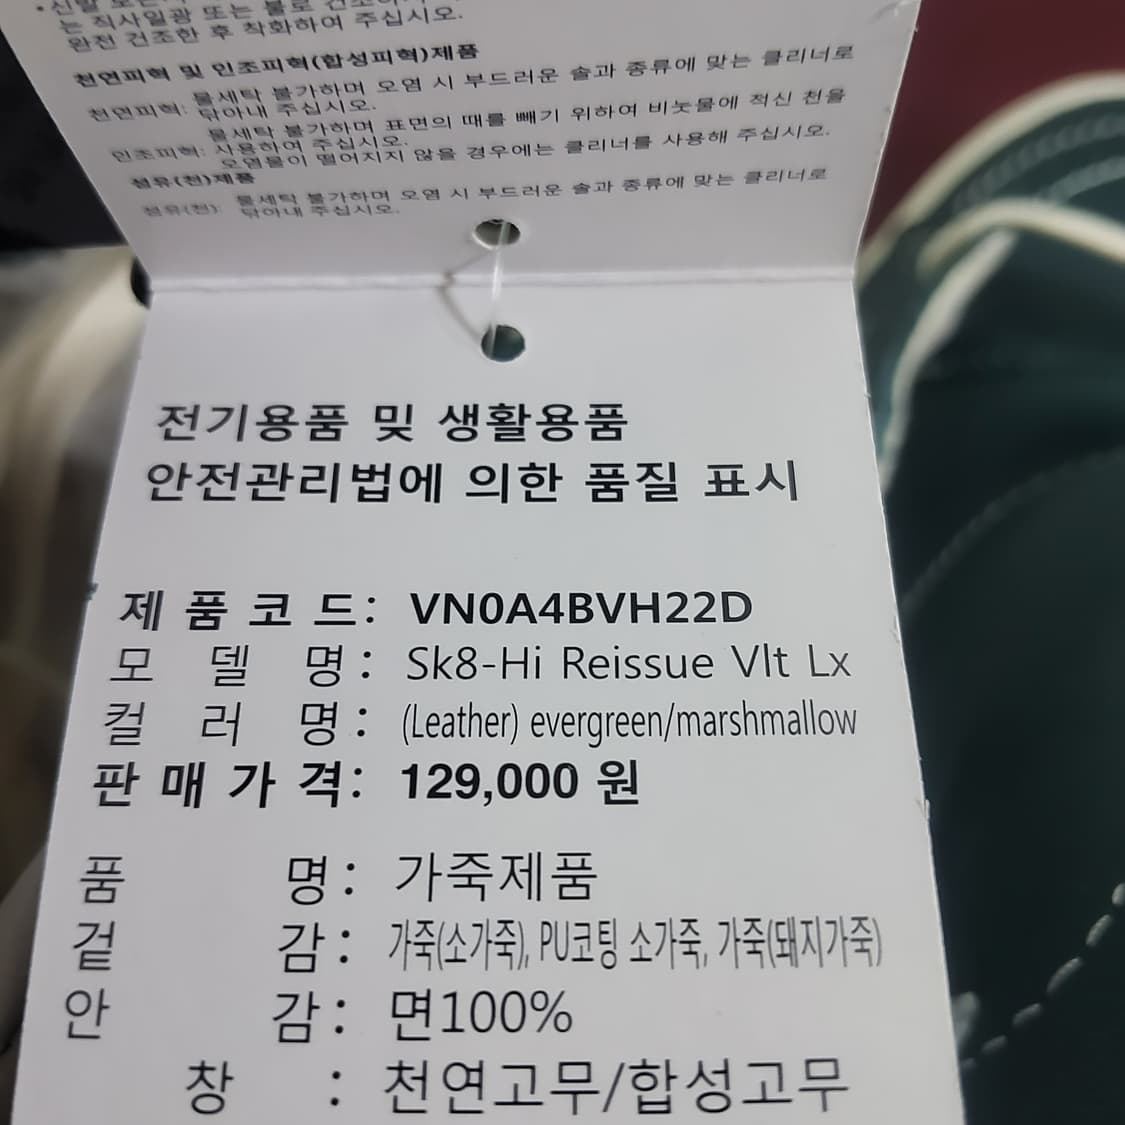 는 직사일광 또는 불로
완전 건조한 후 착화하여 주십시오.
천연피혁 및 인조피혁(합성피혁)제품
천연피혁: 물세탁 불가하며 오염 시 부드러운 솔과 종류에 맞는 클리너로
닦아내 주십시오.
인조피혁: 물세탁 불가하며 표면의 때를 빼기 위하여 비눗물에 적신 천을
사용하여 주십시오.
오염물이 떨어지지 않을 경우에는 클리너를 사용해 주십시오.
섬유(천)제품
섬유(천): 물세탁 불가하며 오염 시 부드러운 솔과 종류에 맞는 클리너로
닦아내 주십시오.
전기용품 및 생활용품
안전관리법에 의한 품질 표시
제품코드: VN0A4BVH22D
모델명: Sk8-Hi Reissue Vlt Lx
컬러명: (Leather) evergreen/marshmallow
판매가격: 129,000 원
품명: 가죽제품
겉감: 가죽(소가죽), PU코팅 소가죽, 가죽(돼지가죽)
안감: 면100%
창: 천연고무/합성고무